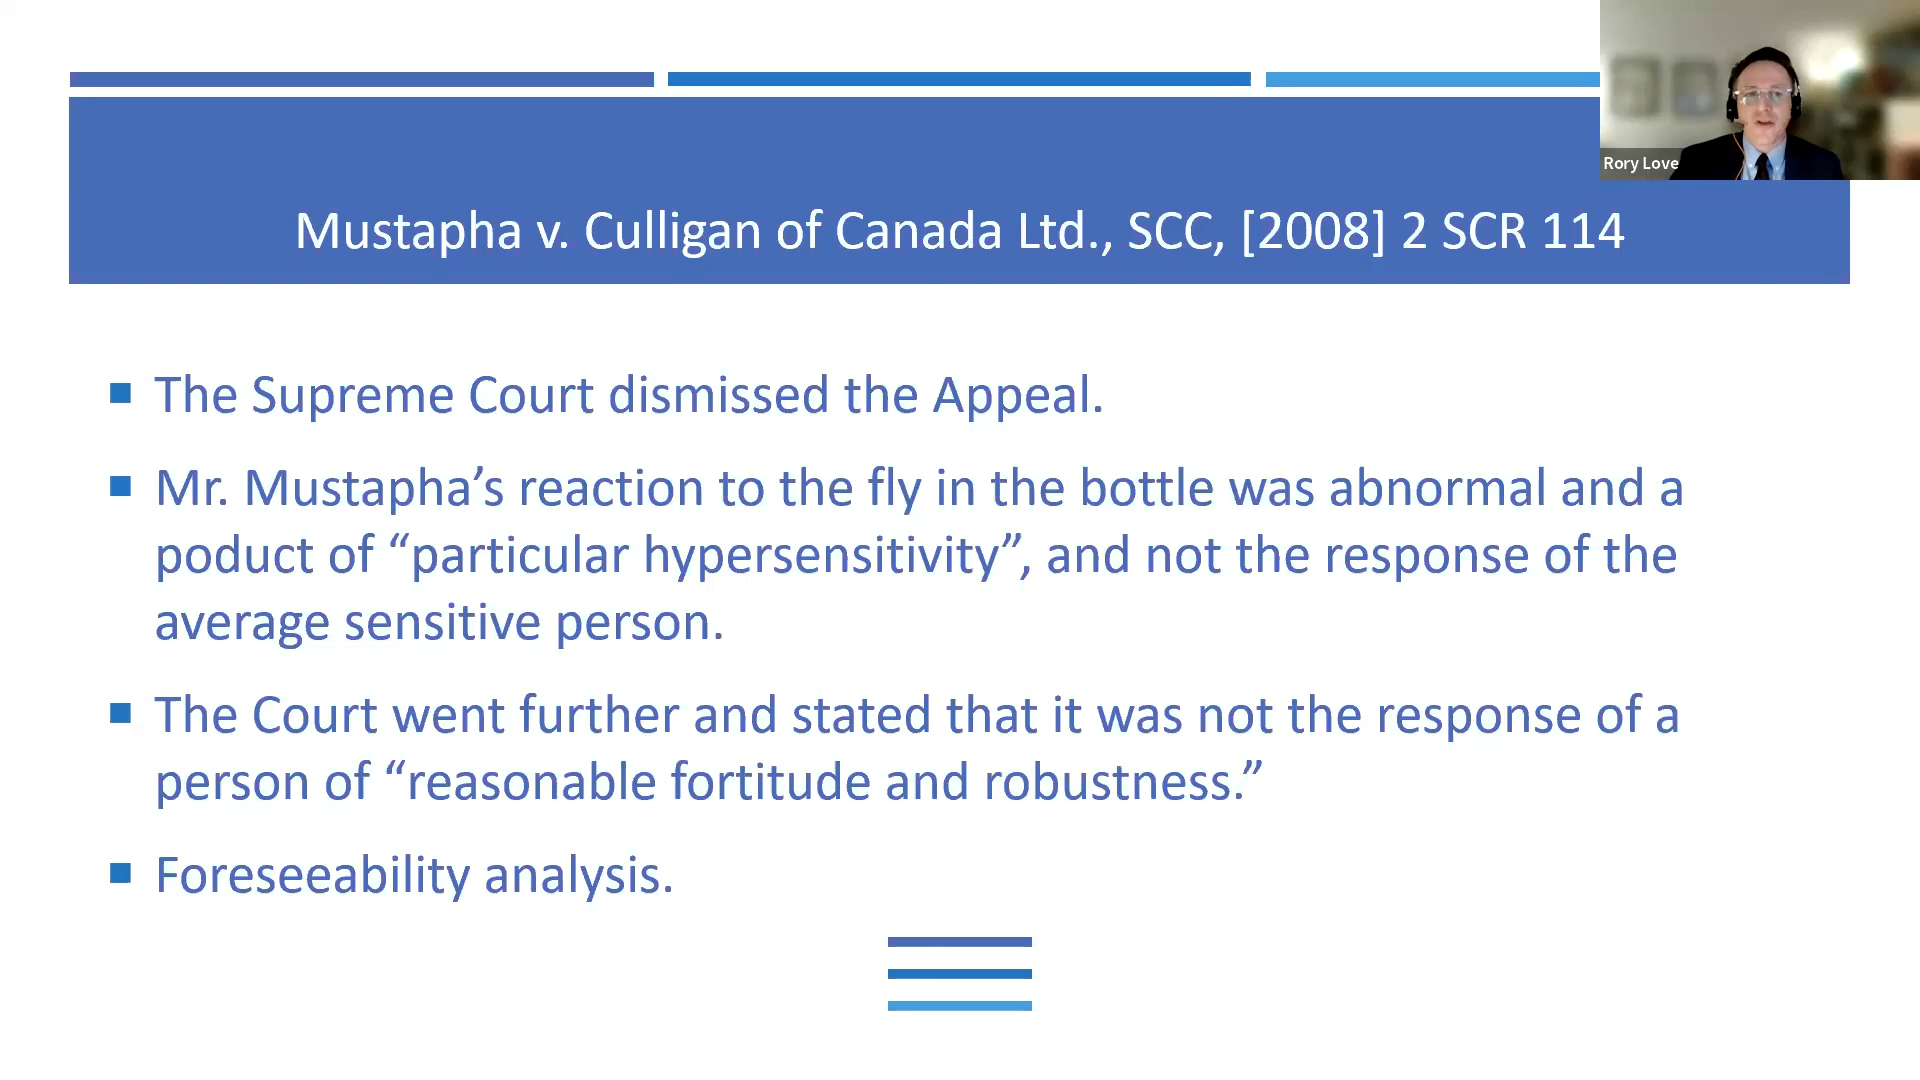 Rory Love
Mustapha v. Culligan of Canada Ltd., SCC, [2008] 2 SCR 114
The Supreme Court dismissed the Appeal.
Mr. Mustapha’s reaction to the fly in the bottle was abnormal and a
poduct of “particular hypersensitivity”, and not the response of the
average sensitive person.
The Court went further and stated that it was not the response of a
person of “reasonable fortitude and robustness.”
Foreseeability analysis.